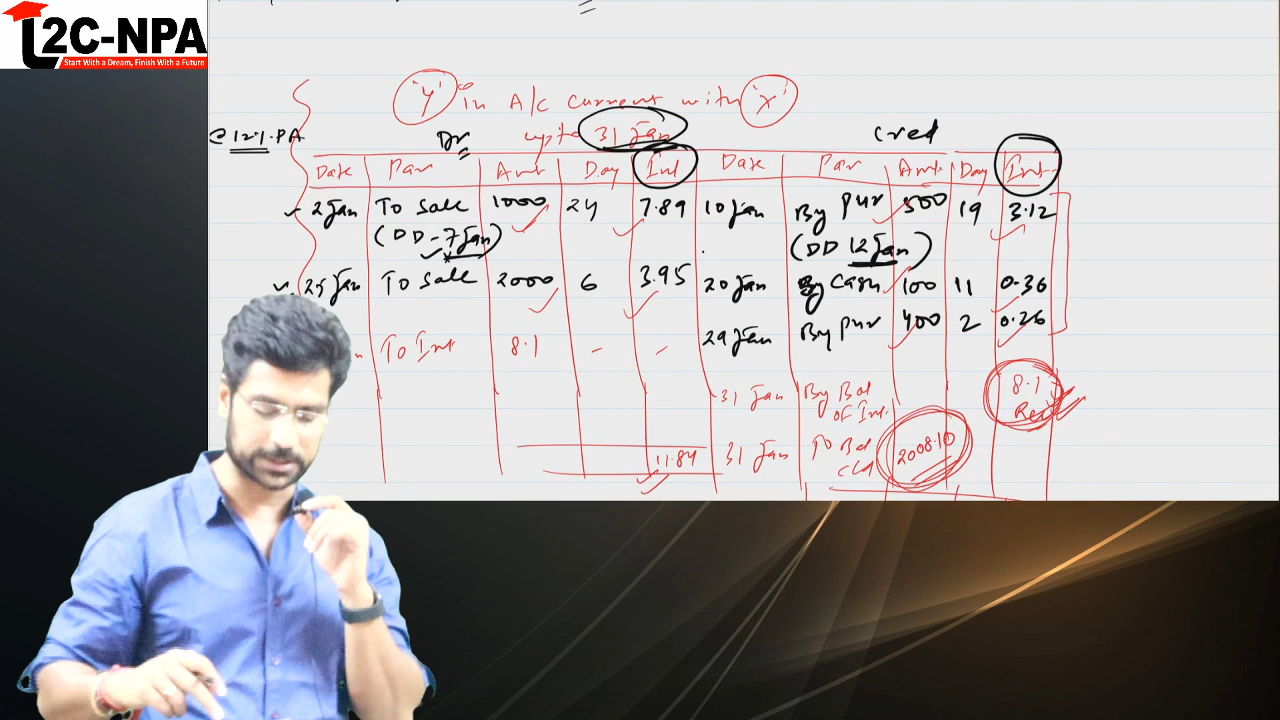 L2C-NPA
Start With a Dream, Finish With a Future
'Y' in A/c current with 'X'
upto 31 Jan
@ 12% PA
Dr
Cred
Date Par Amt Day Int Date Par Amt Day Int
2 Jan To Sale 1000 24 7.89 10 Jan By pur 500 19 3.12
(DD - 7 Jan) (DD 12 Jan)
25 Jan To Sale 2000 6 3.95 20 Jan By Cash 100 11 0.36
29 Jan By pur 400 2 0.26
To Int 8.1 - -
31 Jan By Bal of Int. 8.1
31 Jan To Bal c/d 2008.10
11.84